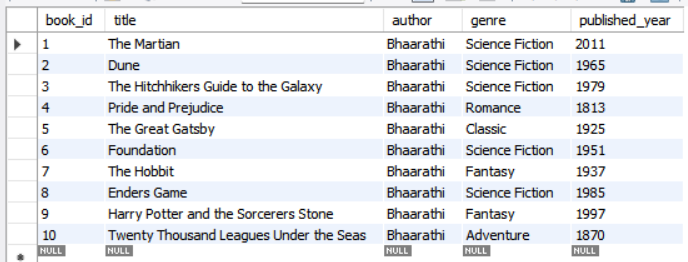 book_id title author genre published_year
1 The Martian Bhaarathi Science Fiction 2011
2 Dune Bhaarathi Science Fiction 1965
3 The Hitchhikers Guide to the Galaxy Bhaarathi Science Fiction 1979
4 Pride and Prejudice Bhaarathi Romance 1813
5 The Great Gatsby Bhaarathi Classic 1925
6 Foundation Bhaarathi Science Fiction 1951
7 The Hobbit Bhaarathi Fantasy 1937
8 Enders Game Bhaarathi Science Fiction 1985
9 Harry Potter and the Sorcerers Stone Bhaarathi Fantasy 1997
10 Twenty Thousand Leagues Under the Seas Bhaarathi Adventure 1870
NULL NULL NULL NULL NULL